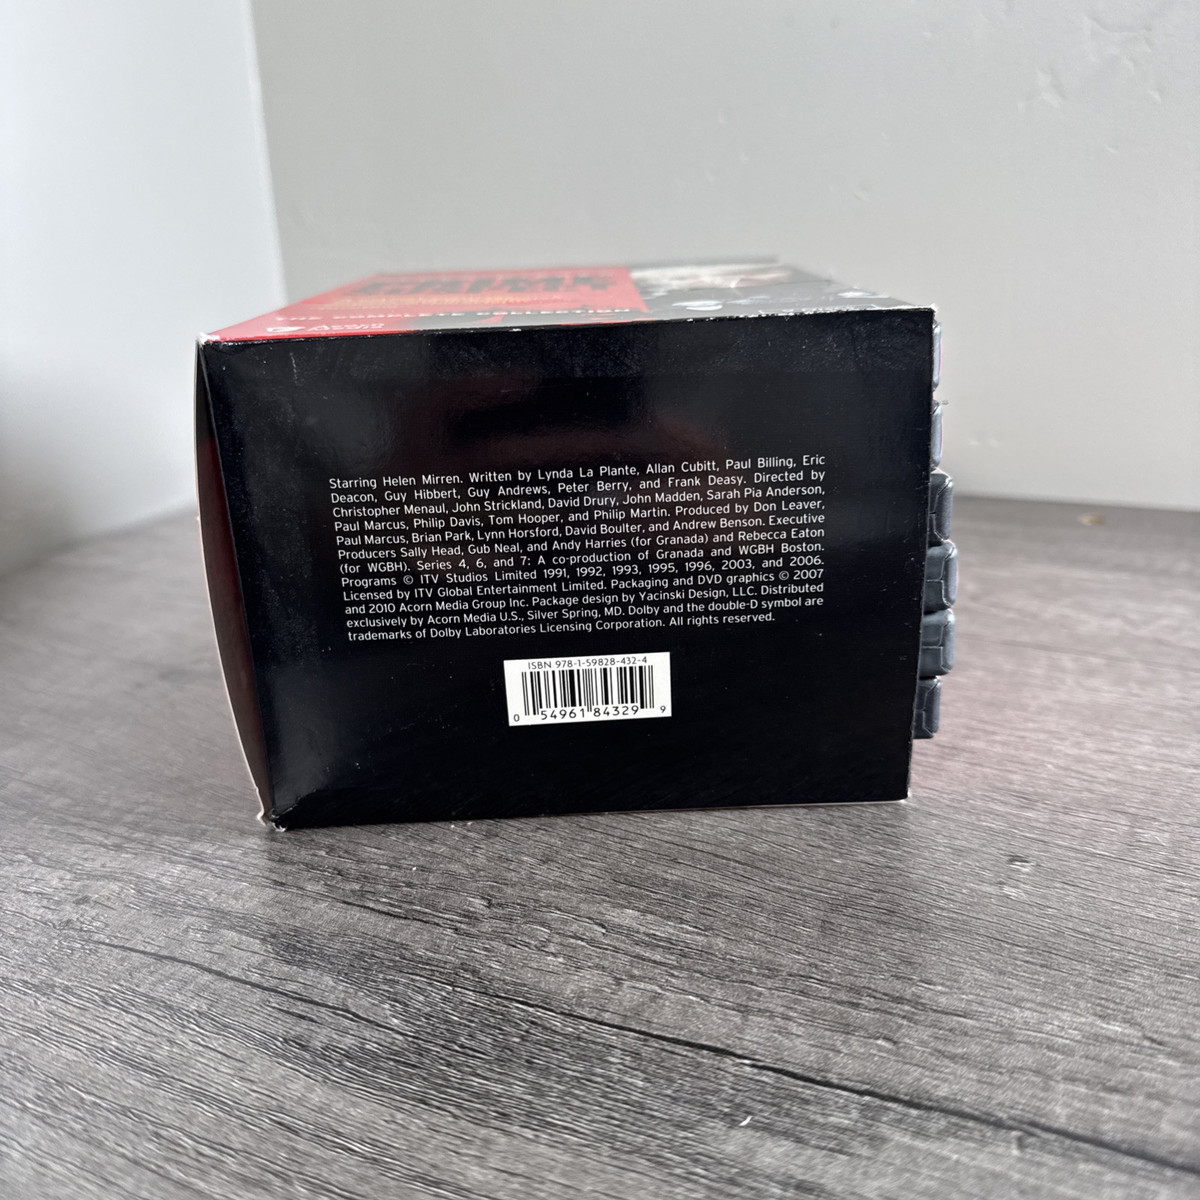 THE COMPLETE COLLECTION
ACORN
Starring Helen Mirren. Written by Lynda La Plante, Allan Cubitt, Paul Billing, Eric
Deacon, Guy Hibbert, Guy Andrews, Peter Berry, and Frank Deasy. Directed by
Christopher Menaul, John Strickland, David Drury, John Madden, Sarah Pia Anderson,
Paul Marcus, Philip Davis, Tom Hooper, and Philip Martin. Produced by Don Leaver,
Paul Marcus, Brian Park, Lynn Horsford, David Boulter, and Andrew Benson. Executive
Producers Sally Head, Gub Neal, and Andy Harries (for Granada) and Rebecca Eaton
(for WGBH). Series 4, 6, and 7: A co-production of Granada and WGBH Boston.
Programs © ITV Studios Limited 1991, 1992, 1993, 1995, 1996, 2003, and 2006.
Licensed by ITV Global Entertainment Limited. Packaging and DVD graphics © 2007
and 2010 Acorn Media Group Inc. Package design by Yacinski Design, LLC. Distributed
exclusively by Acorn Media U.S., Silver Spring, MD. Dolby and the double-D symbol are
trademarks of Dolby Laboratories Licensing Corporation. All rights reserved.
ISBN 978-1-59828-432-4
0 54961 84329 9